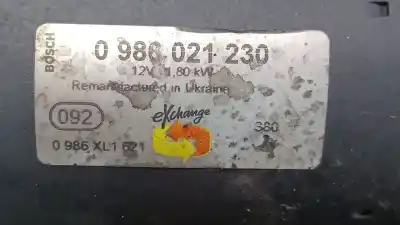 BOSCH
0 986 021 230
12V 1,80 kW
Remanufactured in Ukraine
092
eXchange
380
0 986 XL1 621